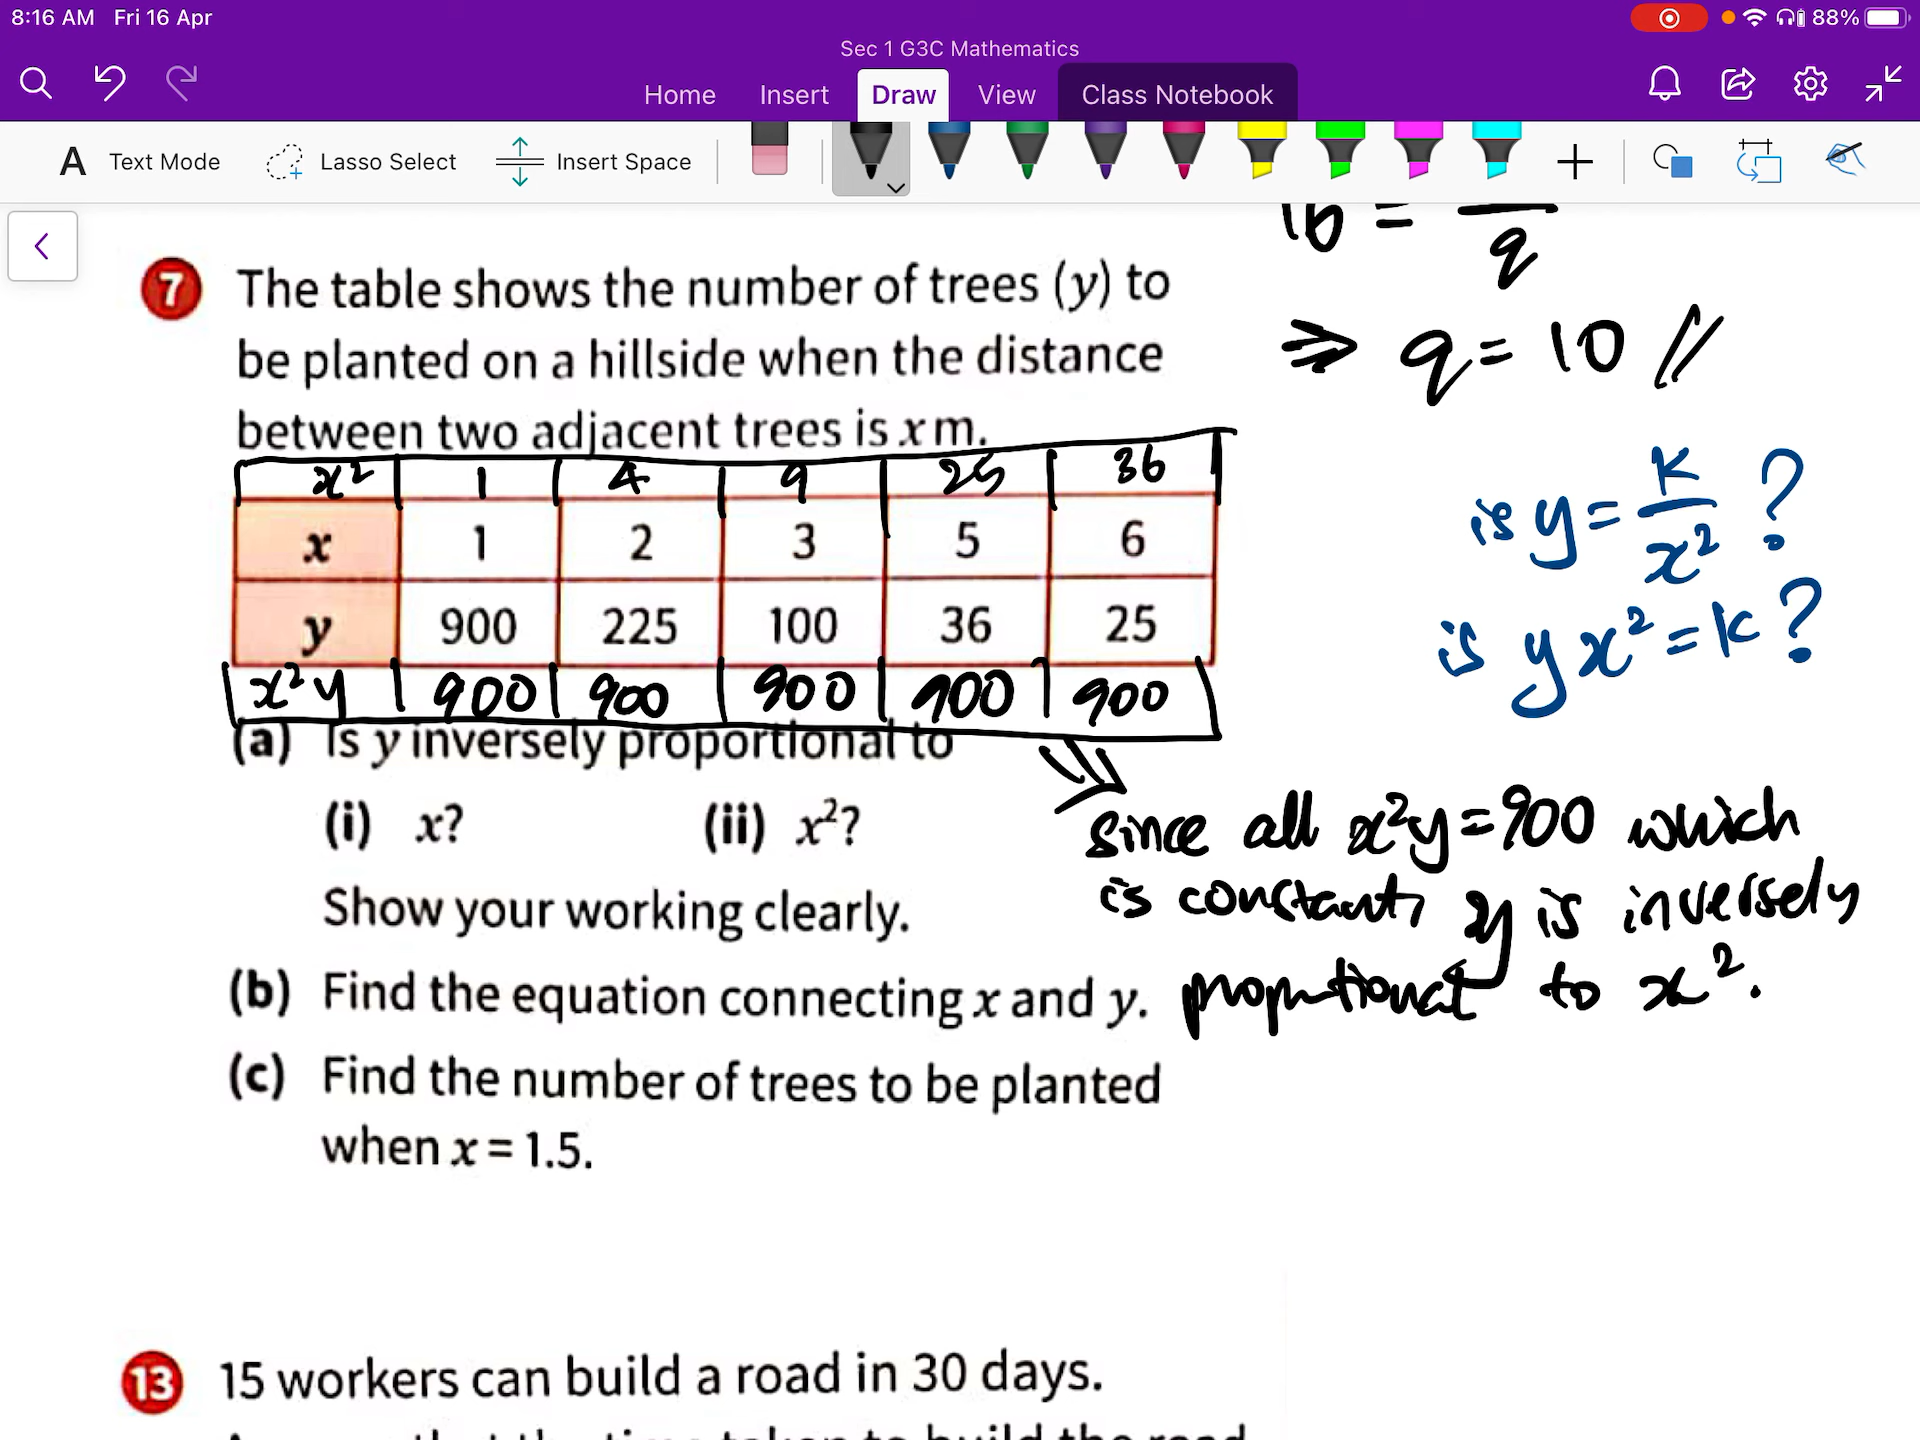 8:16 AM Fri 16 Apr
88%
Sec 1 G3C Mathematics
Home Insert Draw View Class Notebook
A Text Mode Lasso Select Insert Space
16 =
q
⇒ q = 10 //
7 The table shows the number of trees (y) to
be planted on a hillside when the distance
between two adjacent trees is x m.
x² 1 4 9 25 36
x 1 2 3 5 6
y 900 225 100 36 25
x²y 900 900 900 900 900
is y = K/x² ?
is yx² = K ?
(a) Is y inversely proportional to
(i) x? (ii) x²?
Show your working clearly.
since all x²y = 900 which
is constant, y is inversely
proportional to x².
(b) Find the equation connecting x and y.
(c) Find the number of trees to be planted
when x = 1.5.
13 15 workers can build a road in 30 days.